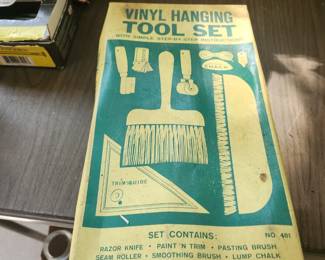 VINYL HANGING
TOOL SET
WITH SIMPLE STEP-BY-STEP INSTRUCTIONS
CHALK
TRIM GUIDE
SET CONTAINS:
NO. 481
RAZOR KNIFE • PAINT 'N TRIM • PASTING BRUSH
SEAM ROLLER • SMOOTHING BRUSH • LUMP CHALK